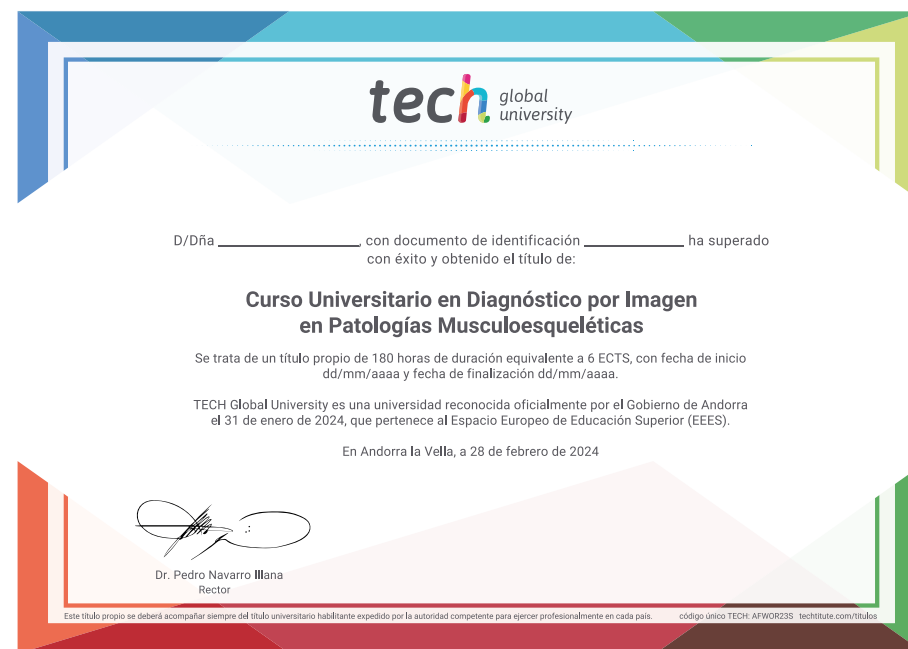 tech global university
D/Dña ____________________, con documento de identificación ______________ ha superado
con éxito y obtenido el título de:
Curso Universitario en Diagnóstico por Imagen
en Patologías Musculoesqueléticas
Se trata de un título propio de 180 horas de duración equivalente a 6 ECTS, con fecha de inicio
dd/mm/aaaa y fecha de finalización dd/mm/aaaa.
TECH Global University es una universidad reconocida oficialmente por el Gobierno de Andorra
el 31 de enero de 2024, que pertenece al Espacio Europeo de Educación Superior (EEES).
En Andorra la Vella, a 28 de febrero de 2024
Dr. Pedro Navarro Illana
Rector
Este título propio se deberá acompañar siempre del título universitario habilitante expedido por la autoridad competente para ejercer profesionalmente en cada país. código único TECH: AFWOR23S techtitute.com/titulos